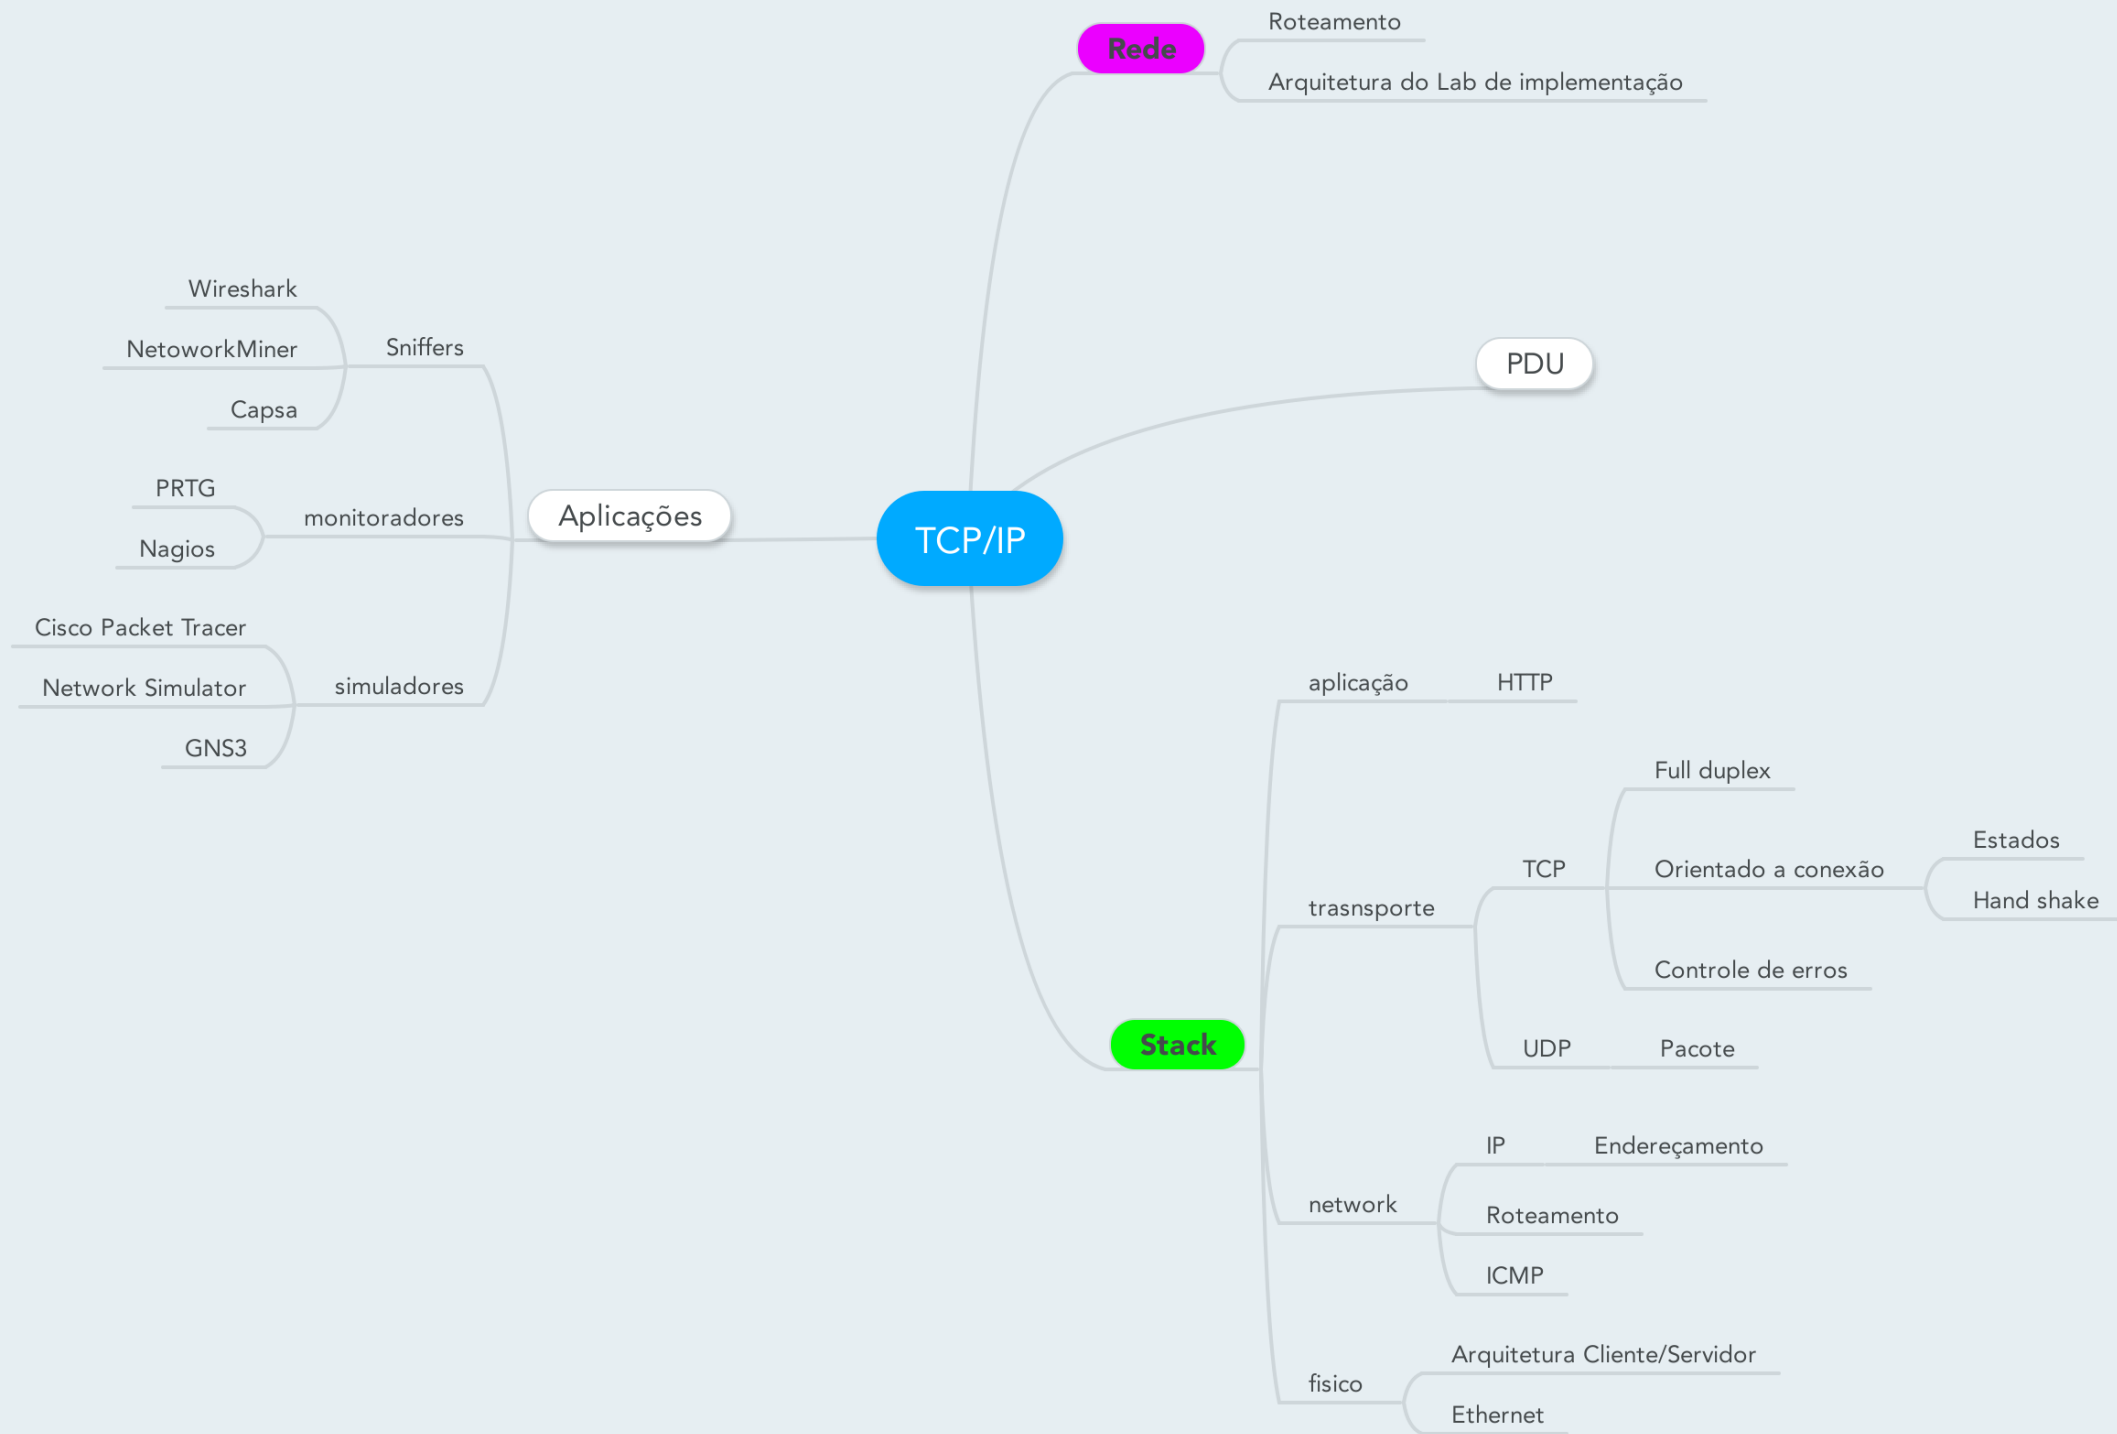 TCP/IP
Rede
Roteamento
Arquitetura do Lab de implementação
PDU
Aplicações
Sniffers
Wireshark
NetoworkMiner
Capsa
monitoradores
PRTG
Nagios
simuladores
Cisco Packet Tracer
Network Simulator
GNS3
Stack
aplicação
HTTP
trasnsporte
TCP
Full duplex
Orientado a conexão
Estados
Hand shake
Controle de erros
UDP
Pacote
network
IP
Endereçamento
Roteamento
ICMP
fisico
Arquitetura Cliente/Servidor
Ethernet